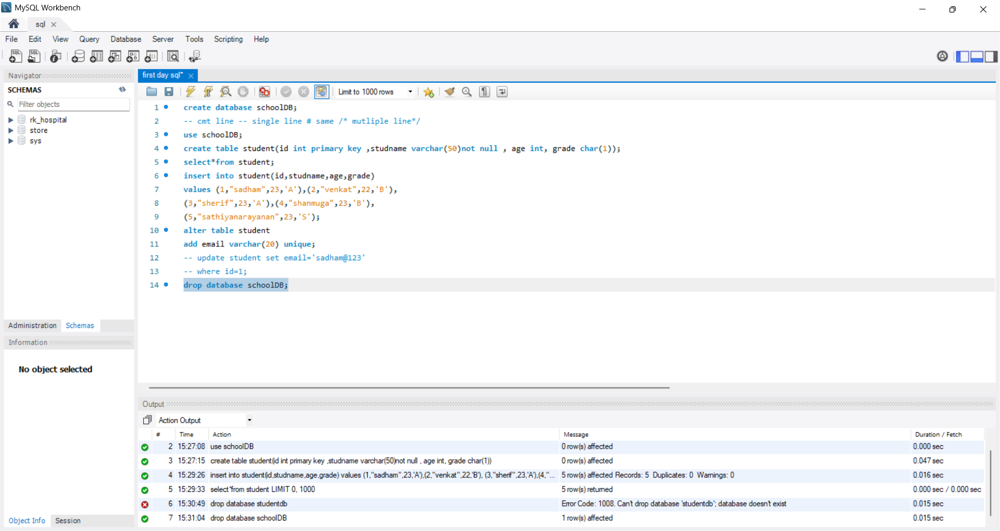 MySQL Workbench
sql
File Edit View Query Database Server Tools Scripting Help
Navigator
SCHEMAS
Filter objects
rk_hospital
store
sys
Administration Schemas
Information
No object selected
Object Info Session
first day sql*
Limit to 1000 rows
1 create database schoolDB;
2 -- cmt line -- single line # same /* mutliple line*/
3 use schoolDB;
4 create table student(id int primary key ,studname varchar(50)not null , age int, grade char(1));
5 select*from student;
6 insert into student(id,studname,age,grade)
7 values (1,"sadham",23,'A'),(2,"venkat",22,'B'),
8 (3,"sherif",23,'A'),(4,"shanmuga",23,'B'),
9 (5,"sathiyanarayanan",23,'S');
10 alter table student
11 add email varchar(20) unique;
12 -- update student set email='sadham@123'
13 -- where id=1;
14 drop database schoolDB;
Output
Action Output
# Time Action Message Duration / Fetch
2 15:27:08 use schoolDB 0 row(s) affected 0.000 sec
3 15:27:15 create table student(id int primary key ,studname varchar(50)not null , age int, grade char(1)) 0 row(s) affected 0.047 sec
4 15:29:26 insert into student(id,studname,age,grade) values (1,"sadham",23,'A'),(2,"venkat",22,'B'), (3,"sherif",23,'A'),(4,"... 5 row(s) affected Records: 5 Duplicates: 0 Warnings: 0 0.016 sec
5 15:29:33 select*from student LIMIT 0, 1000 5 row(s) returned 0.000 sec / 0.000 sec
6 15:30:49 drop database studentdb Error Code: 1008. Can't drop database 'studentdb'; database doesn't exist 0.015 sec
7 15:31:04 drop database schoolDB 1 row(s) affected 0.015 sec